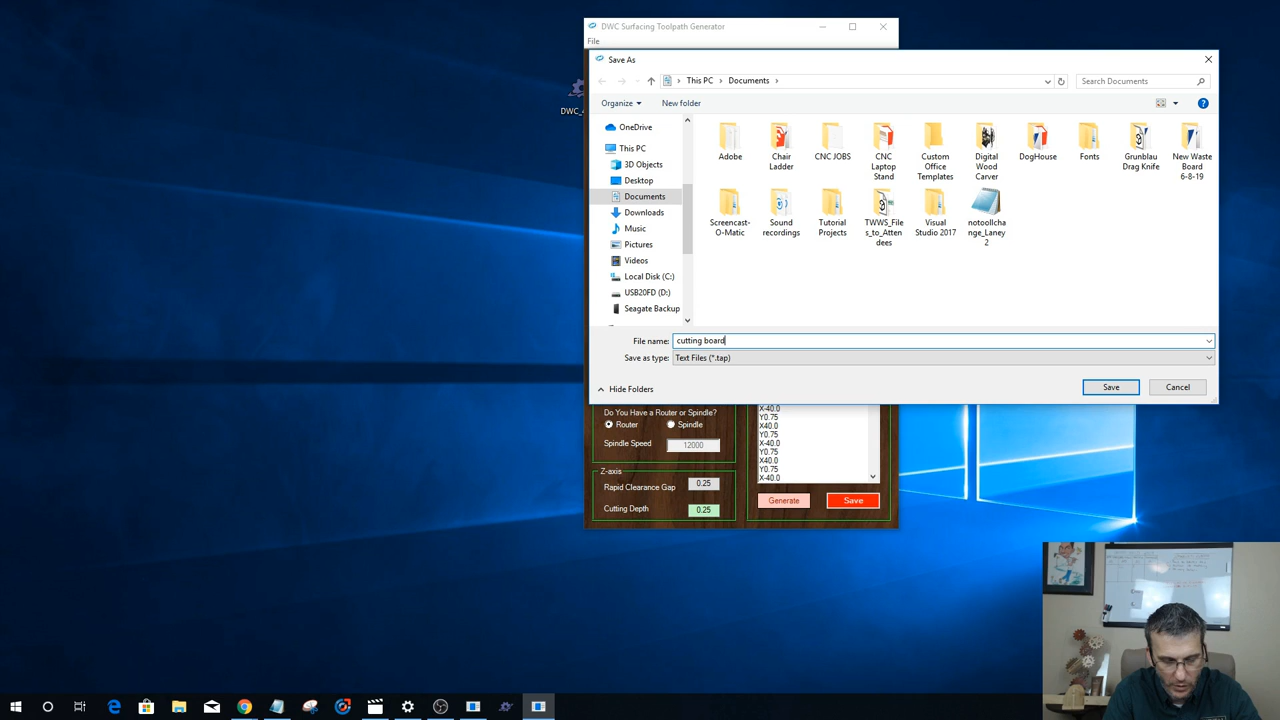 DWC Surfacing Toolpath Generator
File
Save As
This PC
Documents
Search Documents
Organize
New folder
OneDrive
This PC
3D Objects
Desktop
Documents
Downloads
Music
Pictures
Videos
Local Disk (C:)
USB20FD (D:)
Seagate Backup
Adobe
Chair
Ladder
CNC JOBS
CNC
Laptop
Stand
Custom
Office
Templates
Digital
Wood
Carver
DogHouse
Fonts
Grunblau
Drag Knife
New Waste
Board
6-8-19
Screencast-
O-Matic
Sound
recordings
Tutorial
Projects
TWWS_File
s_to_Atten
dees
Visual
Studio 2017
notoollch
ange_Laney
2
File name: cutting board
Save as type: Text Files (*.tap)
Hide Folders
Save
Cancel
Do You Have a Router or Spindle?
Router
Spindle
Spindle Speed 12000
Z-axis
Rapid Clearance Gap 0.25
Cutting Depth 0.25
X-40.0
Y0.75
X40.0
Y0.75
X-40.0
Y0.75
X40.0
Y0.75
X-40.0
Generate
Save